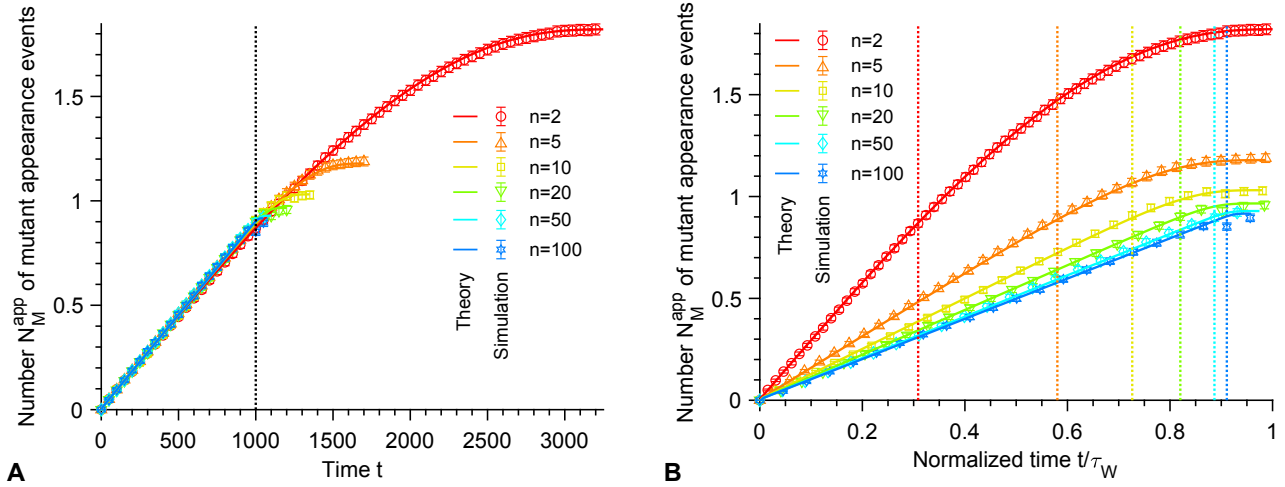 Number N_M^app of mutant appearance events
1.5
1
0.5
0
0 500 1000 1500 2000 2500 3000
Time t
n=2
n=5
n=10
n=20
n=50
n=100
Theory
Simulation
A
Number N_M^app of mutant appearance events
1.5
1
0.5
0
0 0.2 0.4 0.6 0.8 1
Normalized time t/τ_W
n=2
n=5
n=10
n=20
n=50
n=100
Theory
Simulation
B